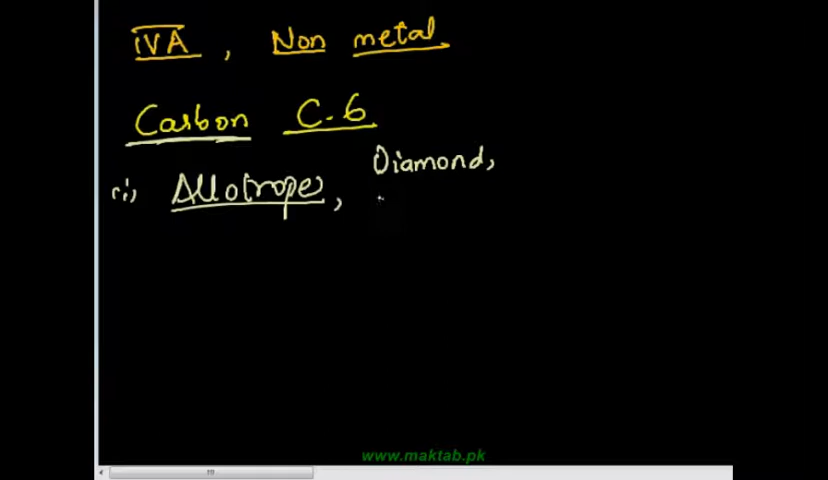 IVA, Non metal
Carbon C-6
(i) Allotrope, Diamond,
www.maktab.pk